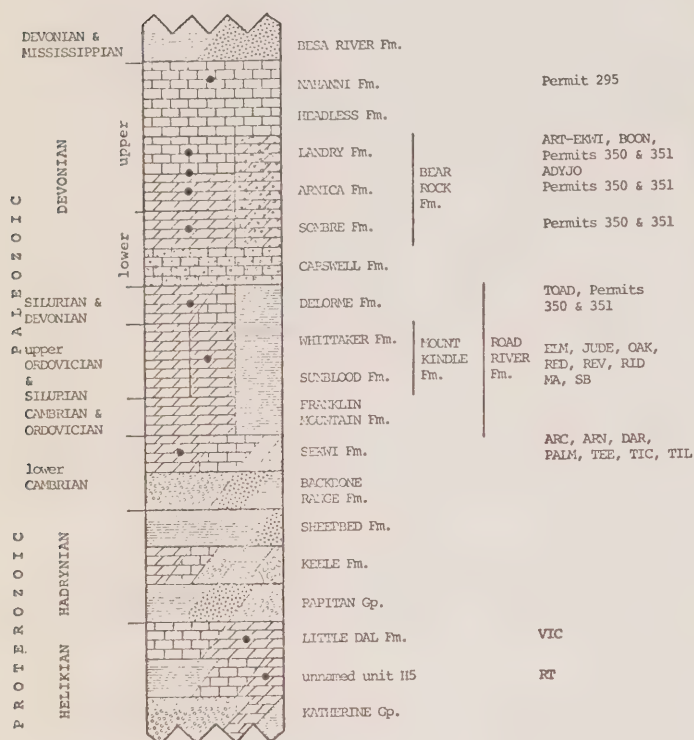 DEVONIAN &
MISSISSIPPIAN
BESA RIVER Fm.
NAHANNI Fm. Permit 295
HEADLESS Fm.
PALEOZOIC
DEVONIAN
upper
LANDRY Fm. ART-EKWI, BOON,
Permits 350 & 351
ADYJO
ARNICA Fm. Permits 350 & 351
BEAR
ROCK
Fm.
SOMBRE Fm. Permits 350 & 351
lower
CAPSWELL Fm.
SILURIAN &
DEVONIAN
DELORME Fm. TOAD, Permits
350 & 351
upper
ORDOVICIAN
&
SILURIAN
WHITTAKER Fm.
SUNBLOOD Fm.
MOUNT
KINDLE
Fm.
ROAD
RIVER
Fm.
ELM, JUDE, OAK,
RED, REV, RID
MA, SB
CAMBRIAN &
ORDOVICIAN
FRANKLIN
MOUNTAIN Fm.
SEKWI Fm. ARC, ARN, DAR,
PALM, TEE, TIC, TIL
lower
CAMBRIAN
BACKBONE
RANGE Fm.
PROTEROZOIC
HADRYNIAN
SHEEPBED Fm.
KEELE Fm.
RAPITAN Gp.
HELIKIAN
LITTLE DAL Fm. VIC
unnamed unit H5 RT
KATHERINE Gp.